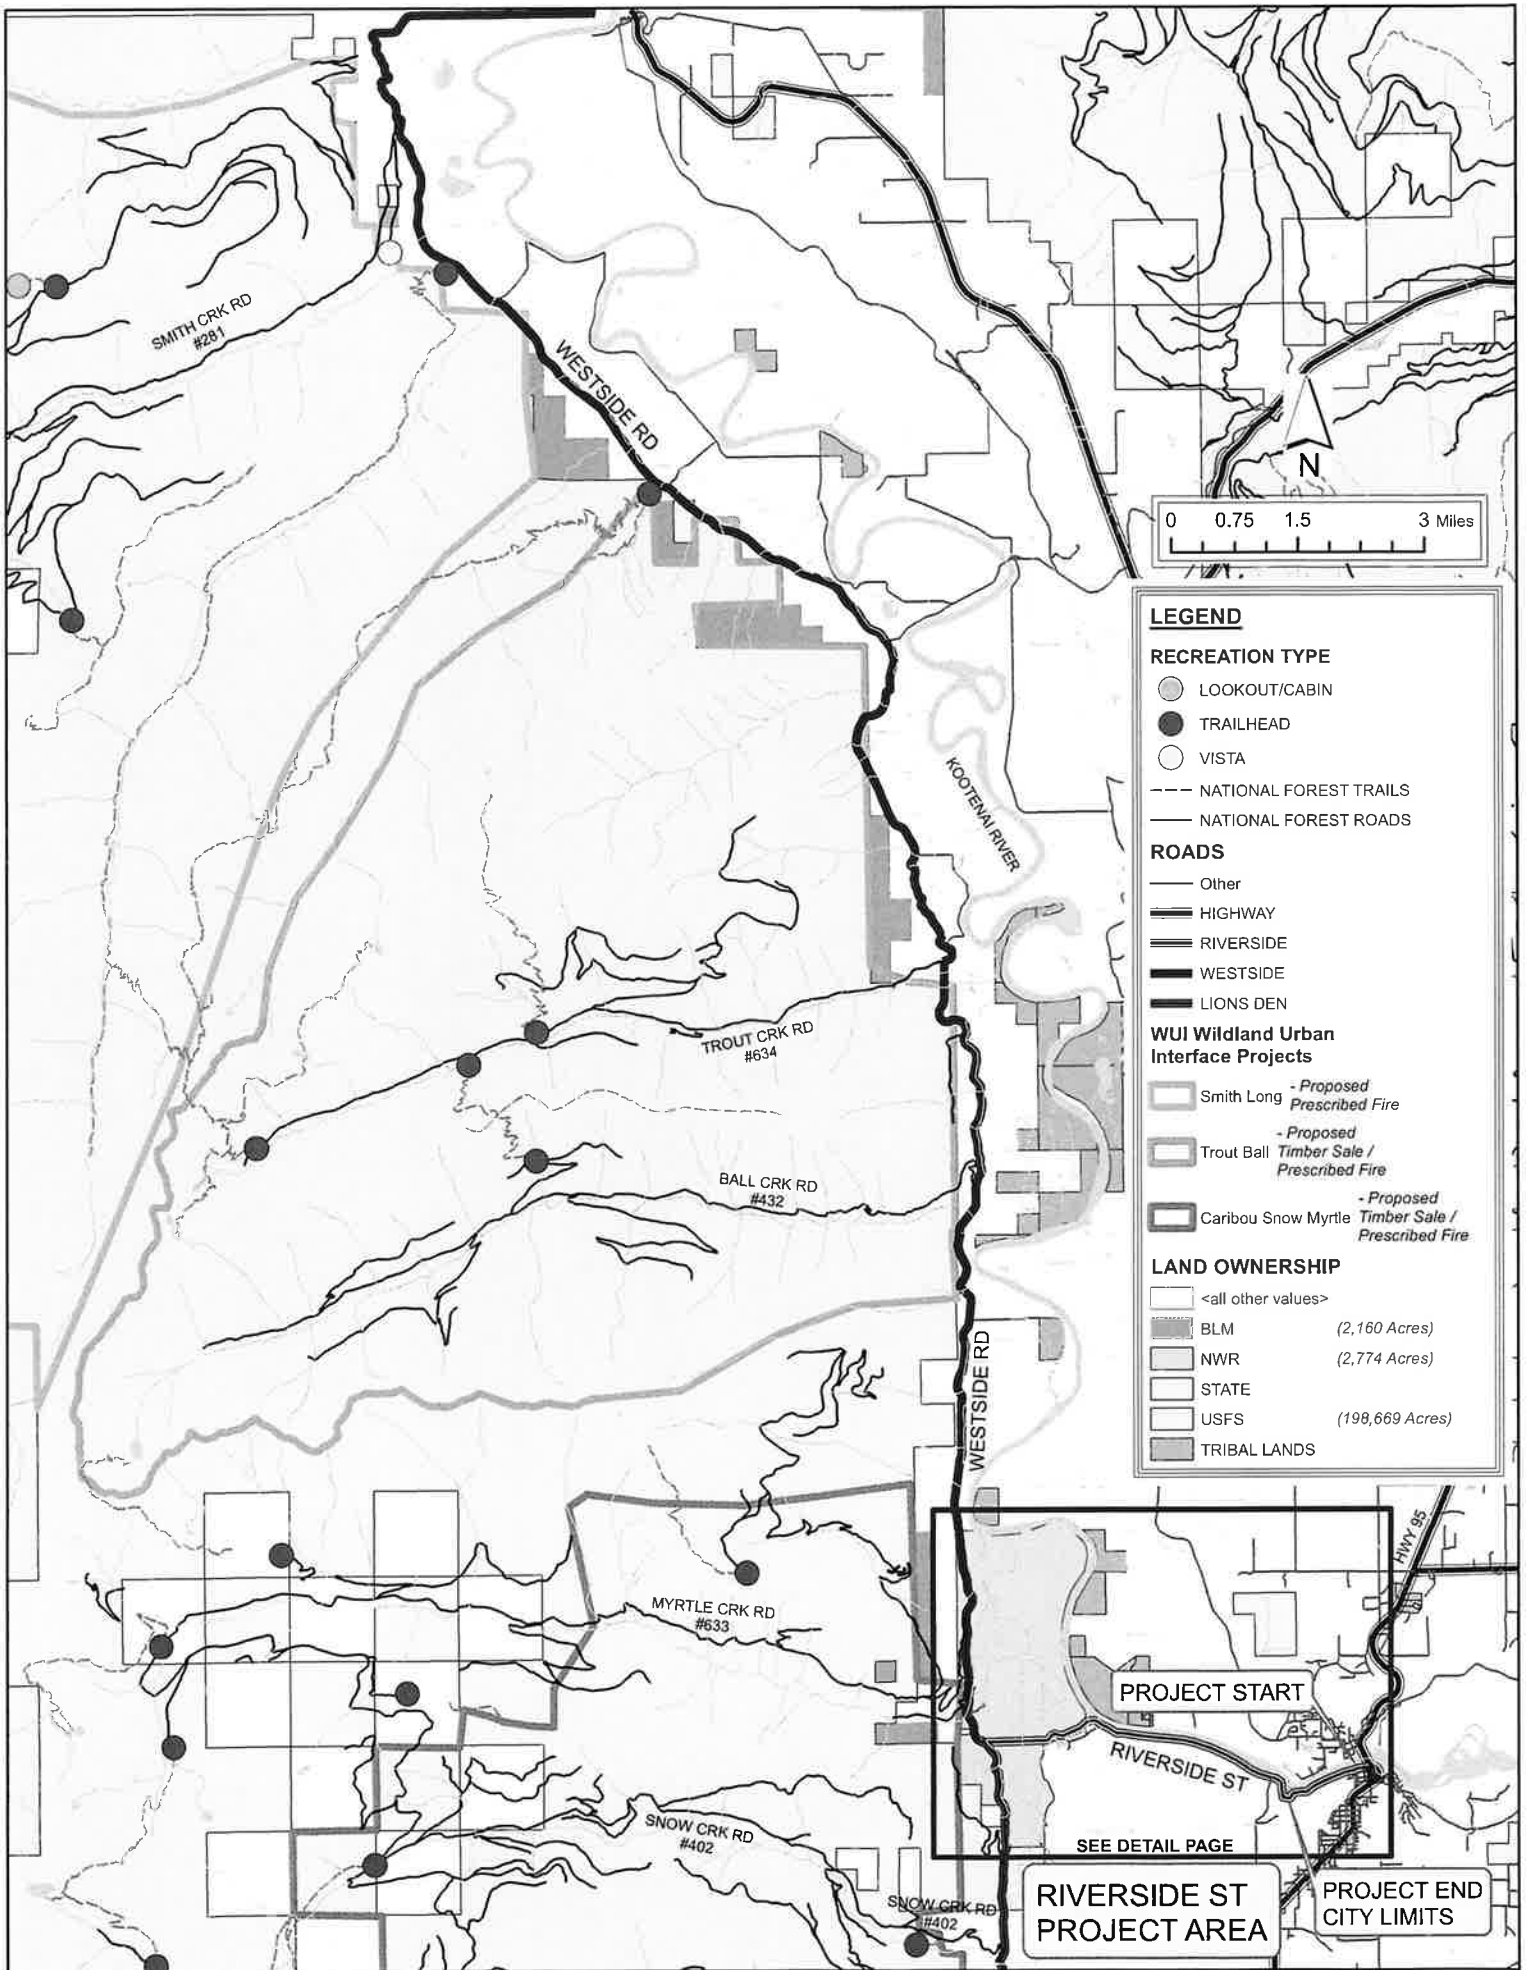 SMITH CRK RD
#281
WESTSIDE RD
N
0 0.75 1.5 3 Miles
LEGEND
RECREATION TYPE
LOOKOUT/CABIN
TRAILHEAD
VISTA
NATIONAL FOREST TRAILS
NATIONAL FOREST ROADS
ROADS
Other
HIGHWAY
RIVERSIDE
WESTSIDE
LIONS DEN
WUI Wildland Urban
Interface Projects
Smith Long - Proposed
Prescribed Fire
- Proposed
Trout Ball Timber Sale /
Prescribed Fire
- Proposed
Caribou Snow Myrtle Timber Sale /
Prescribed Fire
LAND OWNERSHIP
<all other values>
BLM (2,160 Acres)
NWR (2,774 Acres)
STATE
USFS (198,669 Acres)
TRIBAL LANDS
KOOTENAI RIVER
TROUT CRK RD
#634
BALL CRK RD
#432
WESTSIDE RD
HWY 95
MYRTLE CRK RD
#633
PROJECT START
RIVERSIDE ST
SNOW CRK RD
#402
SEE DETAIL PAGE
RIVERSIDE ST
PROJECT AREA
PROJECT END
CITY LIMITS
SNOW CRK RD
#402